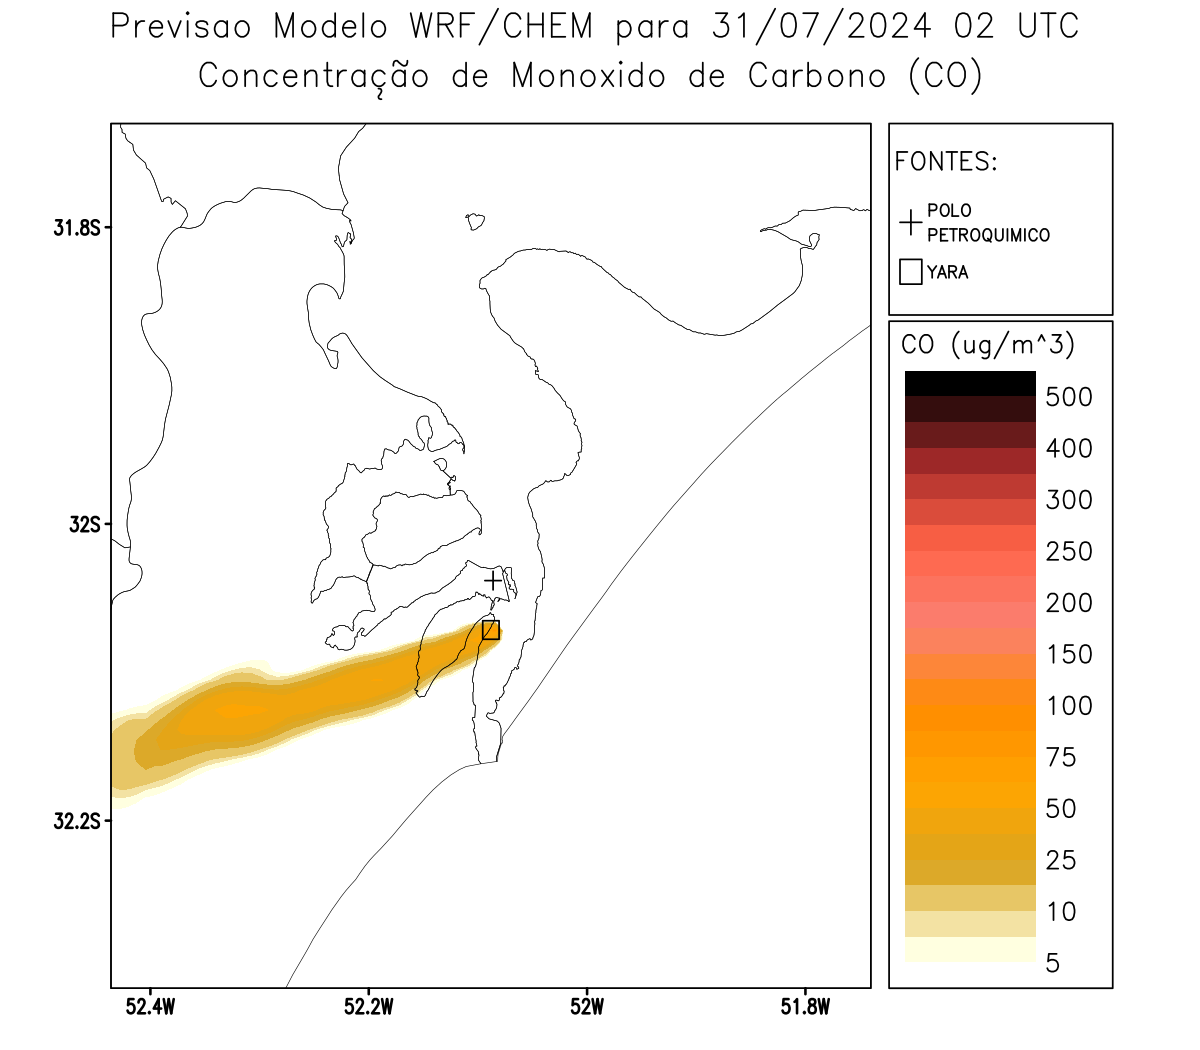 Previsao Modelo WRF/CHEM para 31/07/2024 02 UTC
Concentração de Monoxido de Carbono (CO)
FONTES:
POLO
PETROQUIMICO
YARA
CO (ug/m^3)
500
400
300
250
200
150
100
75
50
25
10
5
31.8S
32S
32.2S
52.4W
52.2W
52W
51.8W